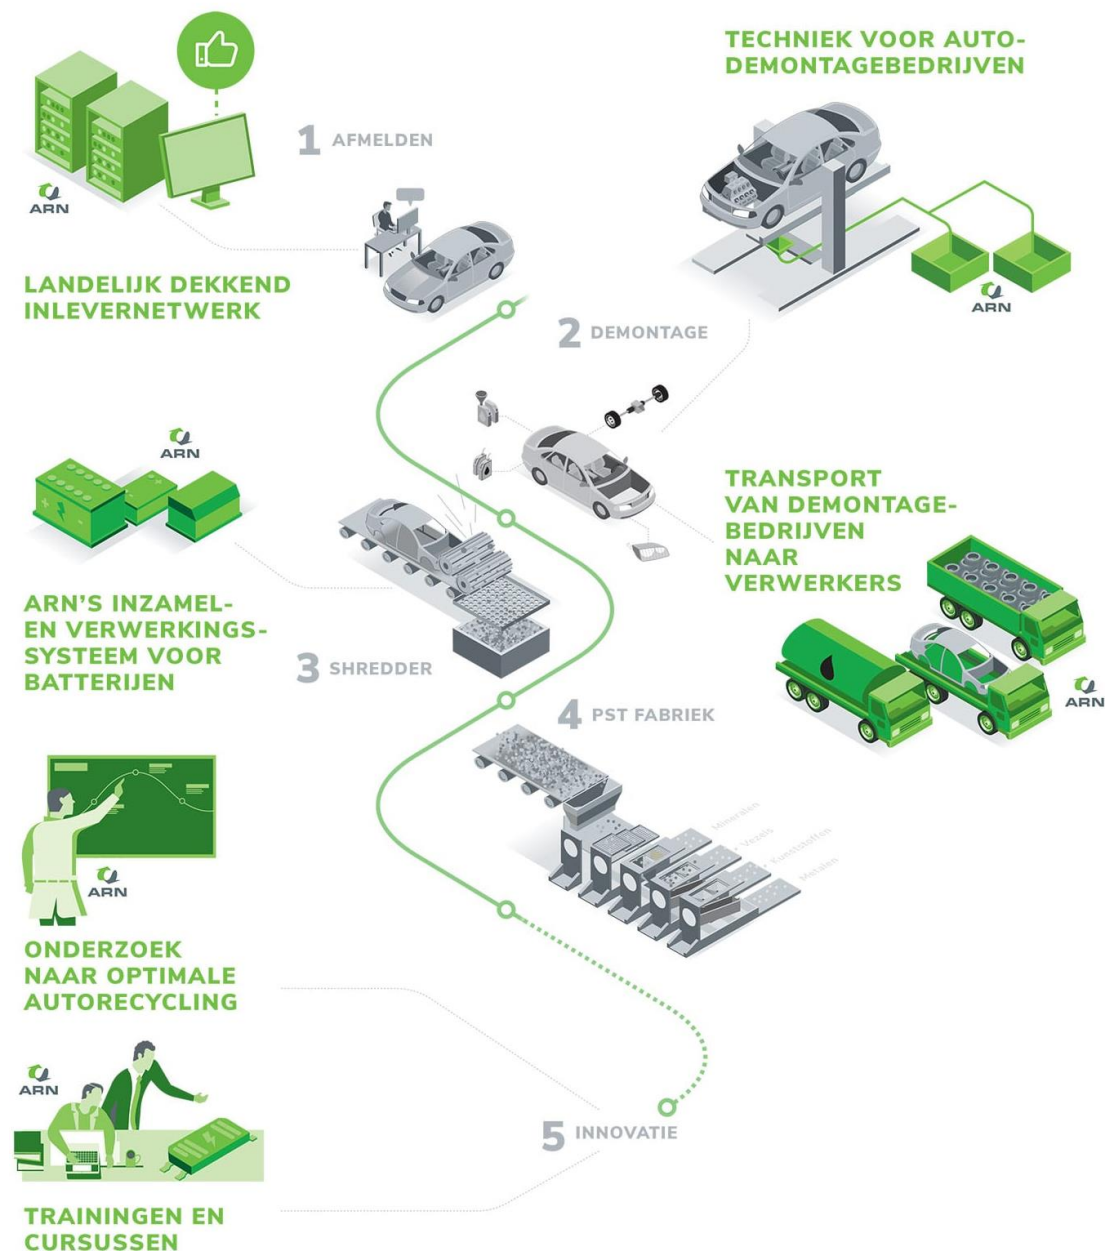 TECHNIEK VOOR AUTO-
DEMONTAGEBEDRIJVEN
1 AFMELDEN
ARN
LANDELIJK DEKKEND
INLEVERNETWERK
ARN
2 DEMONTAGE
ARN
TRANSPORT
VAN DEMONTAGE-
BEDRIJVEN
NAAR
VERWERKERS
ARN'S INZAMEL-
EN VERWERKINGS-
SYSTEEM VOOR
BATTERIJEN
3 SHREDDER
ARN
4 PST FABRIEK
Mineralen
Vezels
Kunststoffen
Metalen
ARN
ONDERZOEK
NAAR OPTIMALE
AUTORECYCLING
ARN
5 INNOVATIE
TRAININGEN EN
CURSUSSEN